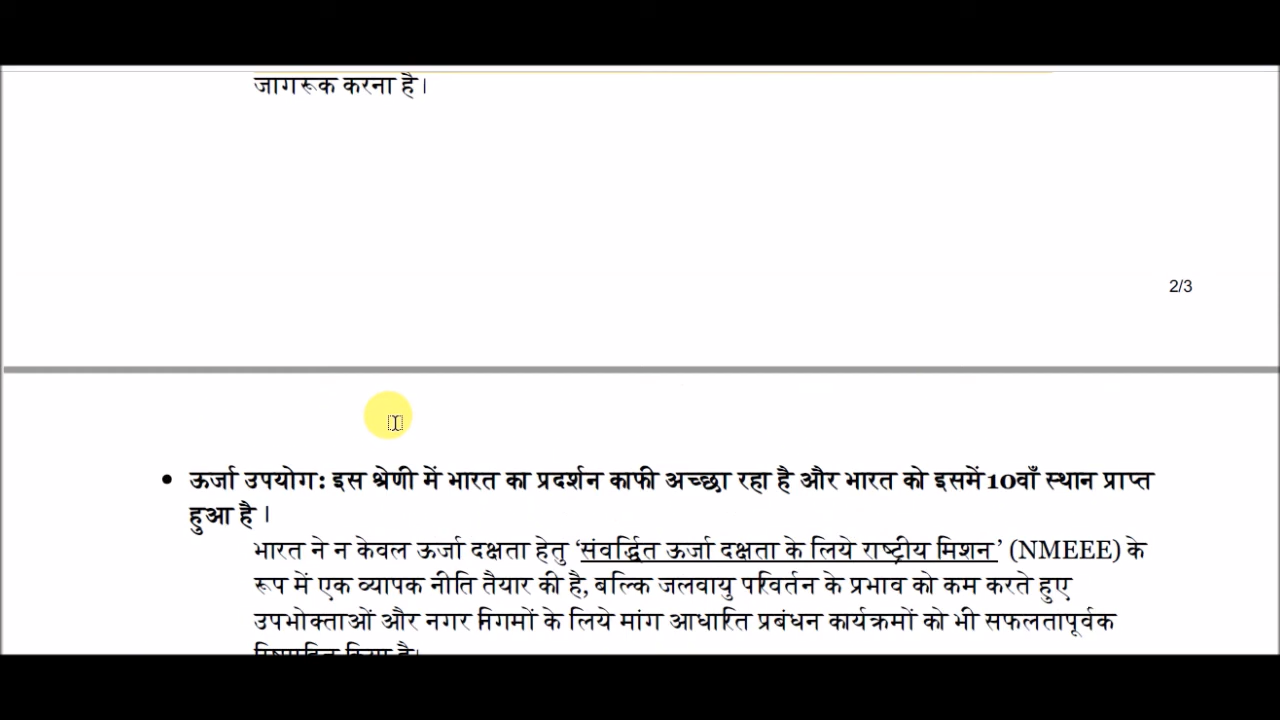 जागरूक करना है।
2/3
• ऊर्जा उपयोग: इस श्रेणी में भारत का प्रदर्शन काफी अच्छा रहा है और भारत को इसमें 10वाँ स्थान प्राप्त
हुआ है ।
भारत ने न केवल ऊर्जा दक्षता हेतु ‘संवर्द्धित ऊर्जा दक्षता के लिये राष्ट्रीय मिशन’ (NMEEE) के
रूप में एक व्यापक नीति तैयार की है, बल्कि जलवायु परिवर्तन के प्रभाव को कम करते हुए
उपभोक्ताओं और नगर निगमों के लिये मांग आधारित प्रबंधन कार्यक्रमों को भी सफलतापूर्वक
किया है।